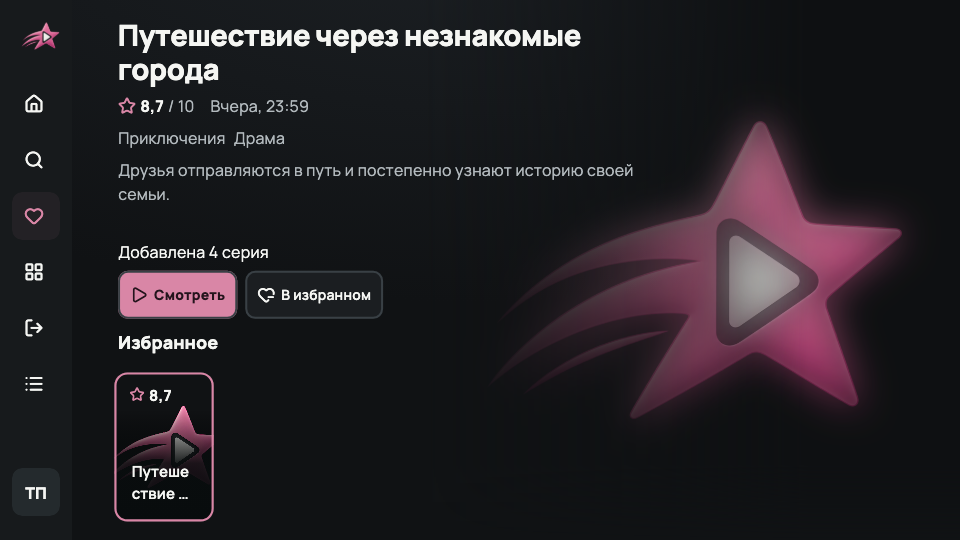 Путешествие через незнакомые
города
8,7 / 10 Вчера, 23:59
Приключения Драма
Друзья отправляются в путь и постепенно узнают историю своей
семьи.
Добавлена 4 серия
Смотреть
В избранном
Избранное
8,7
Путеше
ствие ...
ТП